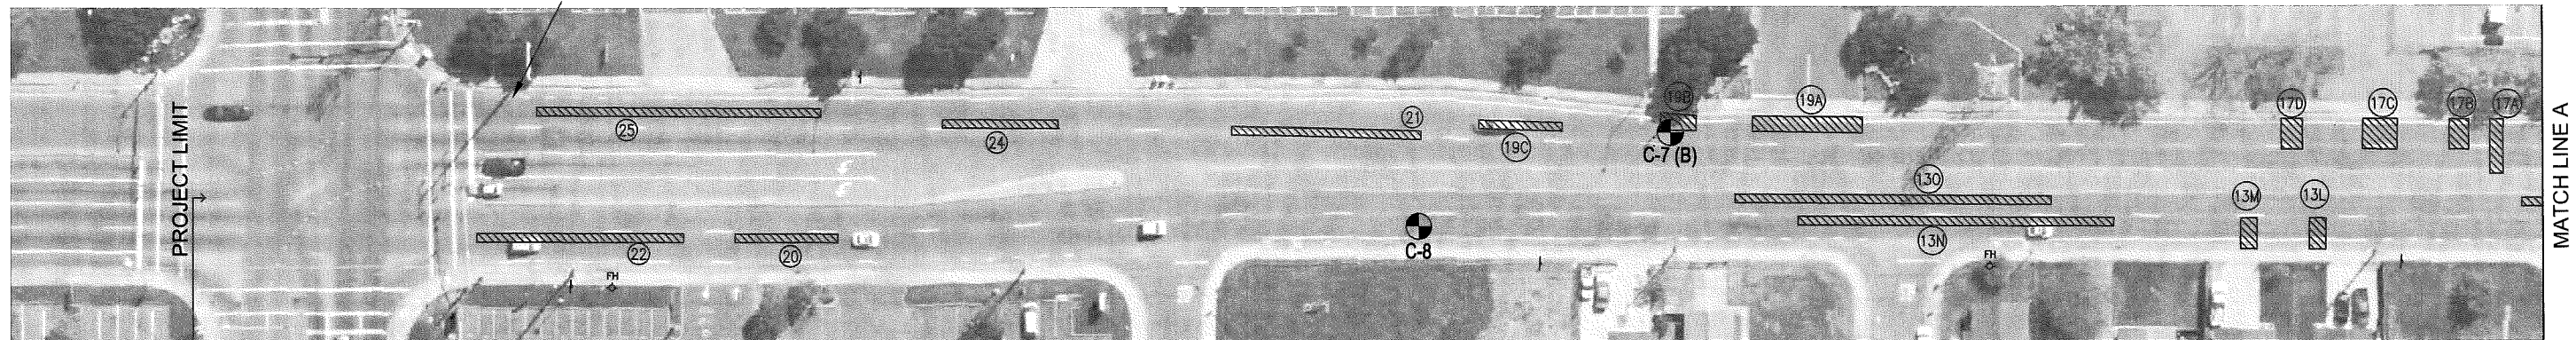 PROJECT LIMIT
25
24
21
19C
19B
C-7 (B)
19A
17D
17C
17B
17A
13O
13M
13L
13N
22
20
C-8
FH
FH
MATCH LINE A